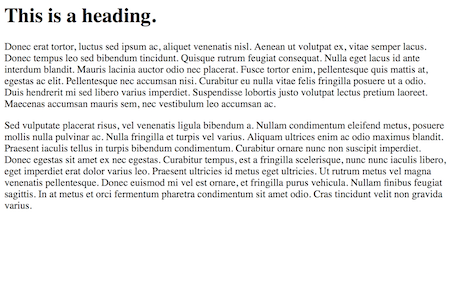 This is a heading.
Donec erat tortor, luctus sed ipsum ac, aliquet venenatis nisl. Aenean ut volutpat ex, vitae semper lacus.
Donec tempus leo sed bibendum tincidunt. Quisque rutrum feugiat consequat. Nulla eget lacus id ante
interdum blandit. Mauris lacinia auctor odio nec placerat. Fusce tortor enim, pellentesque quis mattis at,
egestas ac elit. Pellentesque nec accumsan nisi. Curabitur eu nulla vitae felis fringilla posuere ut a odio.
Duis hendrerit mi sed libero varius imperdiet. Suspendisse lobortis justo volutpat lectus pretium laoreet.
Maecenas accumsan mauris sem, nec vestibulum leo accumsan ac.
Sed vulputate placerat risus, vel venenatis ligula bibendum a. Nullam condimentum eleifend metus, posuere
mollis nulla pulvinar ac. Nulla fringilla et turpis vel varius. Aliquam ultrices enim ac odio maximus blandit.
Praesent iaculis tellus in turpis bibendum condimentum. Curabitur ornare nunc non suscipit imperdiet.
Donec egestas sit amet ex nec egestas. Curabitur tempus, est a fringilla scelerisque, nunc nunc iaculis libero,
eget imperdiet erat dolor varius leo. Praesent ultricies id metus eget ultricies. Ut rutrum metus vel magna
venenatis pellentesque. Donec euismod mi vel est ornare, et fringilla purus vehicula. Nullam finibus feugiat
sagittis. In at metus et orci fermentum pharetra condimentum sit amet odio. Cras tincidunt velit non gravida
varius.